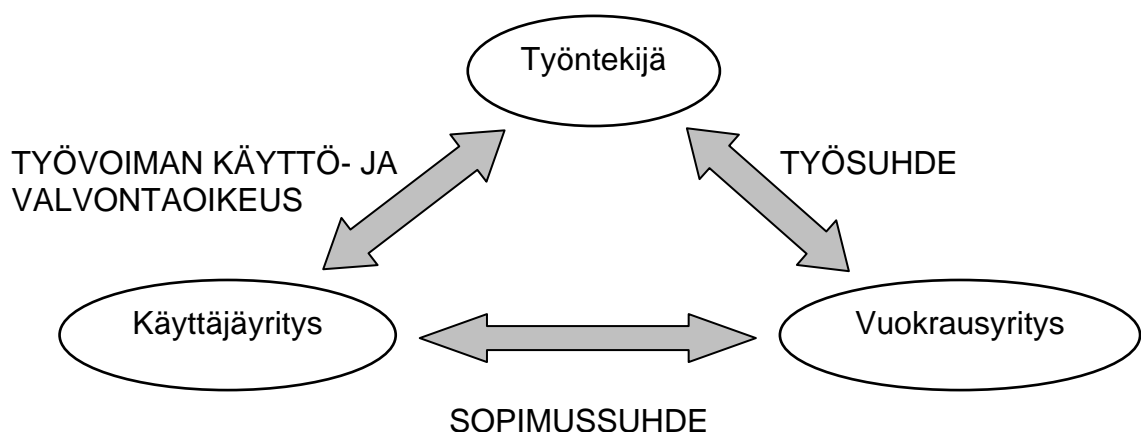 Työntekijä
TYÖVOIMAN KÄYTTÖ- JA
VALVONTAOIKEUS
TYÖSUHDE
Käyttäjäyritys
Vuokrausyritys
SOPIMUSSUHDE